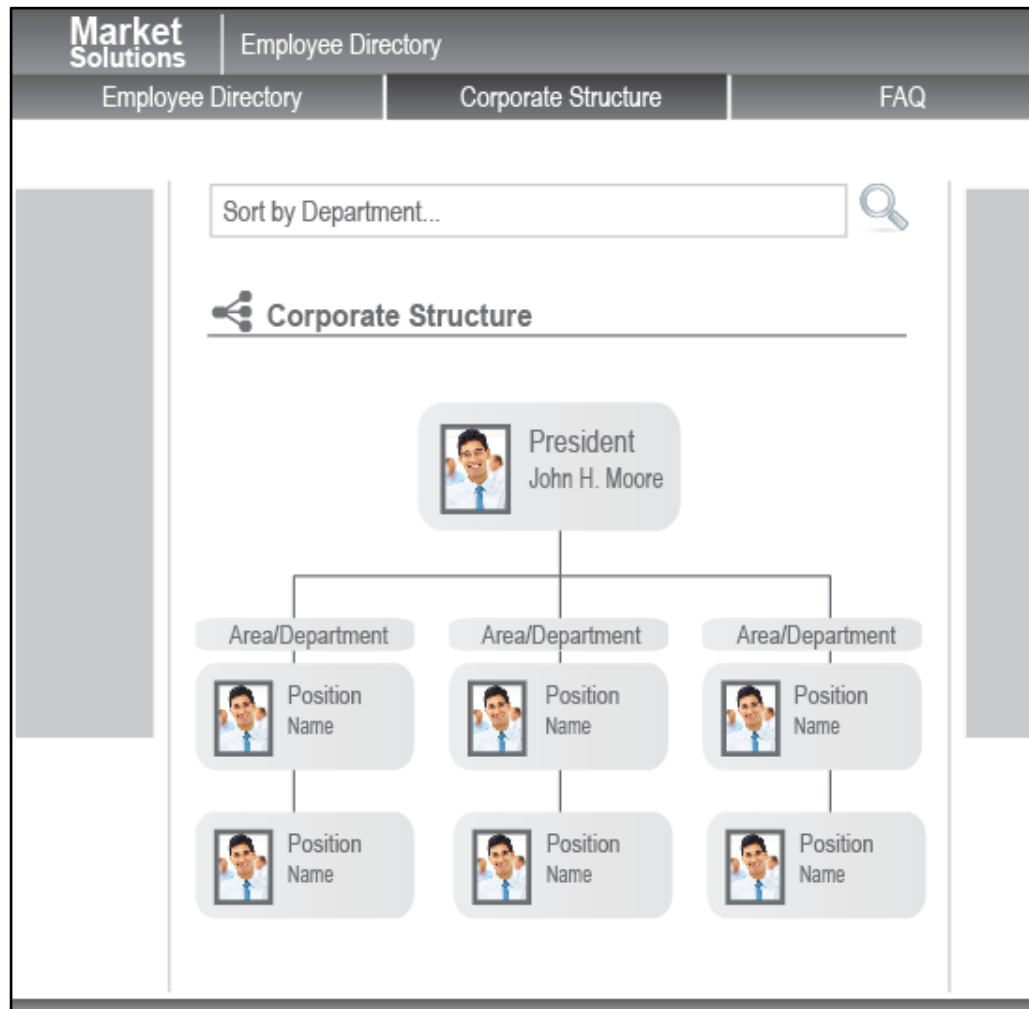 Market
Solutions
Employee Directory
Employee Directory
Corporate Structure
FAQ
Sort by Department...
Corporate Structure
President
John H. Moore
Area/Department
Area/Department
Area/Department
Position
Name
Position
Name
Position
Name
Position
Name
Position
Name
Position
Name